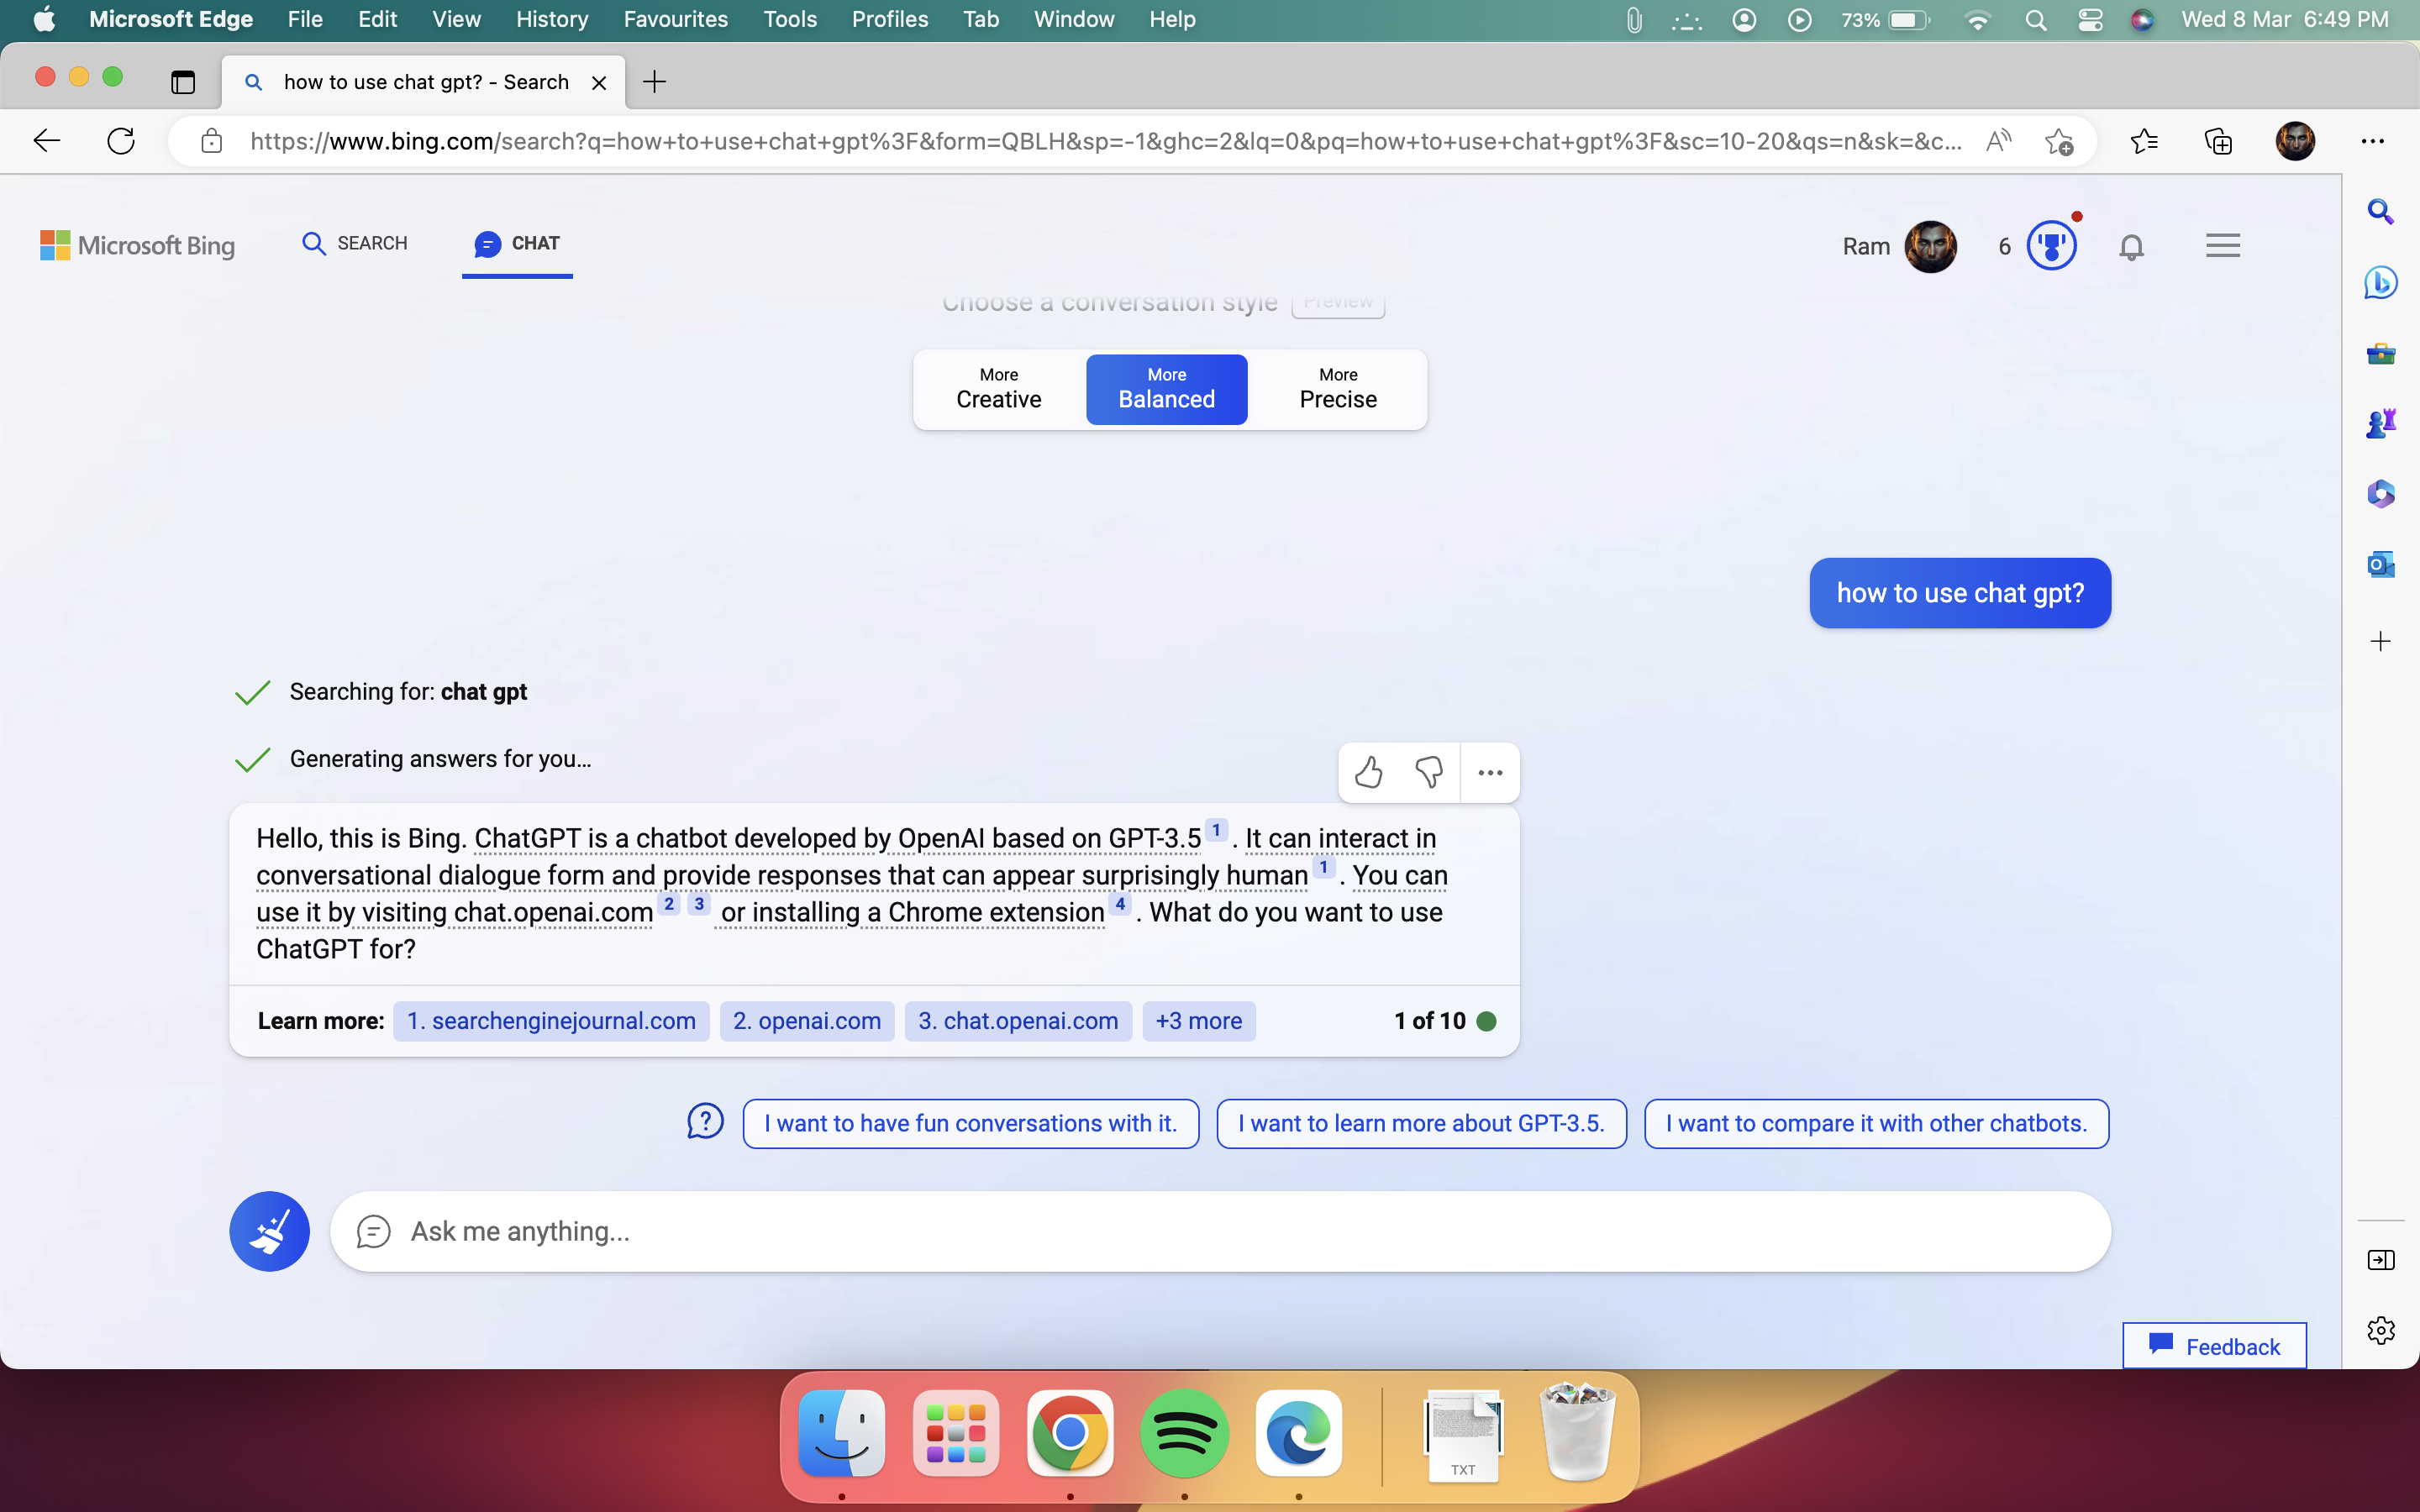 Microsoft Edge File Edit View History Favourites Tools Profiles Tab Window Help 73% Wed 8 Mar 6:49 PM
how to use chat gpt? - Search
https://www.bing.com/search?q=how+to+use+chat+gpt%3F&form=QBLH&sp=-1&ghc=2&lq=0&pq=how+to+use+chat+gpt%3F&sc=10-20&qs=n&sk=&c...
Microsoft Bing SEARCH CHAT Ram 6
Choose a conversation style Preview
More Creative
More Balanced
More Precise
how to use chat gpt?
Searching for: chat gpt
Generating answers for you...
Hello, this is Bing. ChatGPT is a chatbot developed by OpenAI based on GPT-3.5 1 . It can interact in
conversational dialogue form and provide responses that can appear surprisingly human 1 . You can
use it by visiting chat.openai.com 2 3 or installing a Chrome extension 4 . What do you want to use
ChatGPT for?
Learn more: 1. searchenginejournal.com 2. openai.com 3. chat.openai.com +3 more 1 of 10
I want to have fun conversations with it. I want to learn more about GPT-3.5. I want to compare it with other chatbots.
Ask me anything...
Feedback
TXT